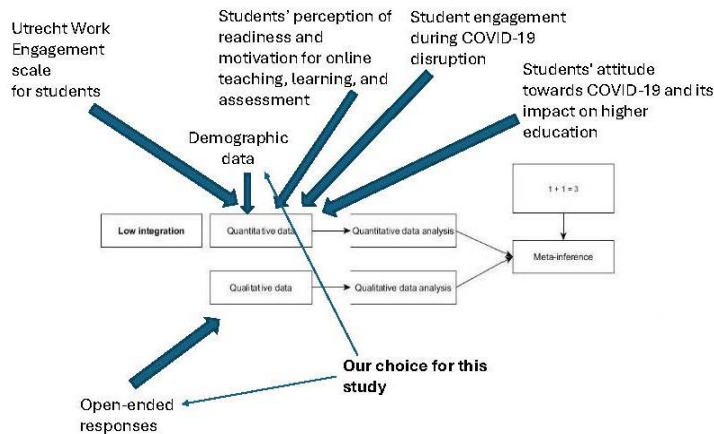 Utrecht Work
Engagement
scale
for students
Students' perception of
readiness and
motivation for online
teaching, learning, and
assessment
Student engagement
during COVID-19
disruption
Students' attitude
towards COVID-19 and its
impact on higher
education
Demographic
data
1 + 1 = 3
Low integration
Quantitative data
Quantitative data analysis
Meta-inference
Qualitative data
Qualitative data analysis
Our choice for this
study
Open-ended
responses